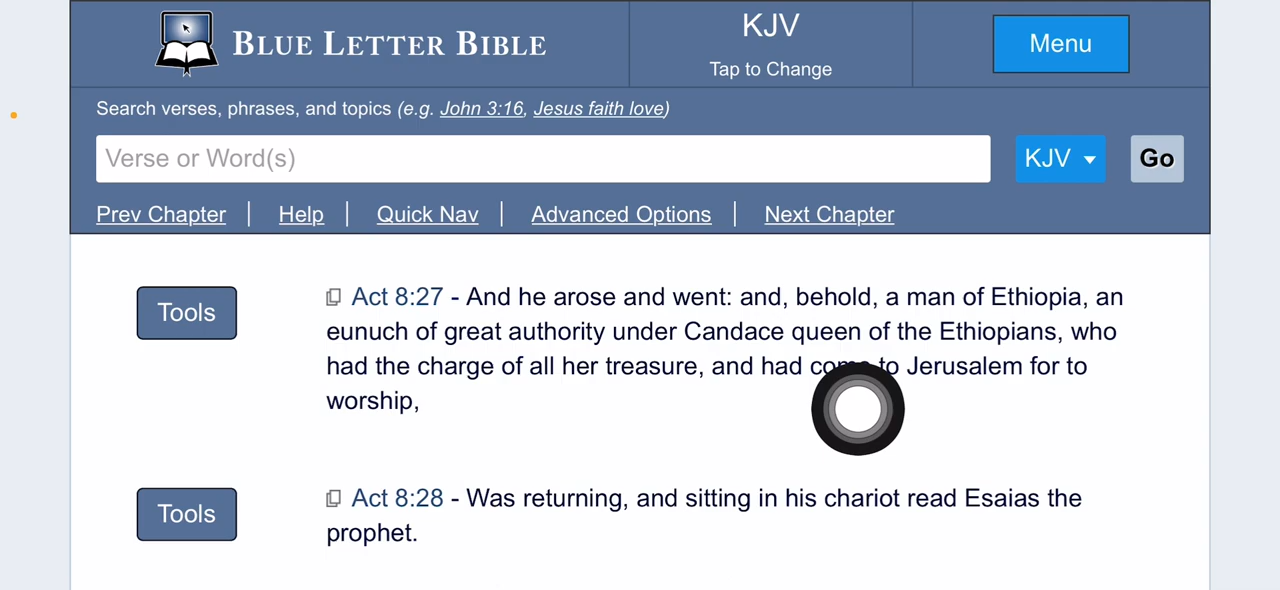 BLUE LETTER BIBLE
KJV
Tap to Change
Menu
Search verses, phrases, and topics (e.g. John 3:16, Jesus faith love)
Verse or Word(s)
KJV
Go
Prev Chapter | Help | Quick Nav | Advanced Options | Next Chapter
Tools
Act 8:27 - And he arose and went: and, behold, a man of Ethiopia, an
eunuch of great authority under Candace queen of the Ethiopians, who
had the charge of all her treasure, and had come to Jerusalem for to
worship,
Tools
Act 8:28 - Was returning, and sitting in his chariot read Esaias the
prophet.